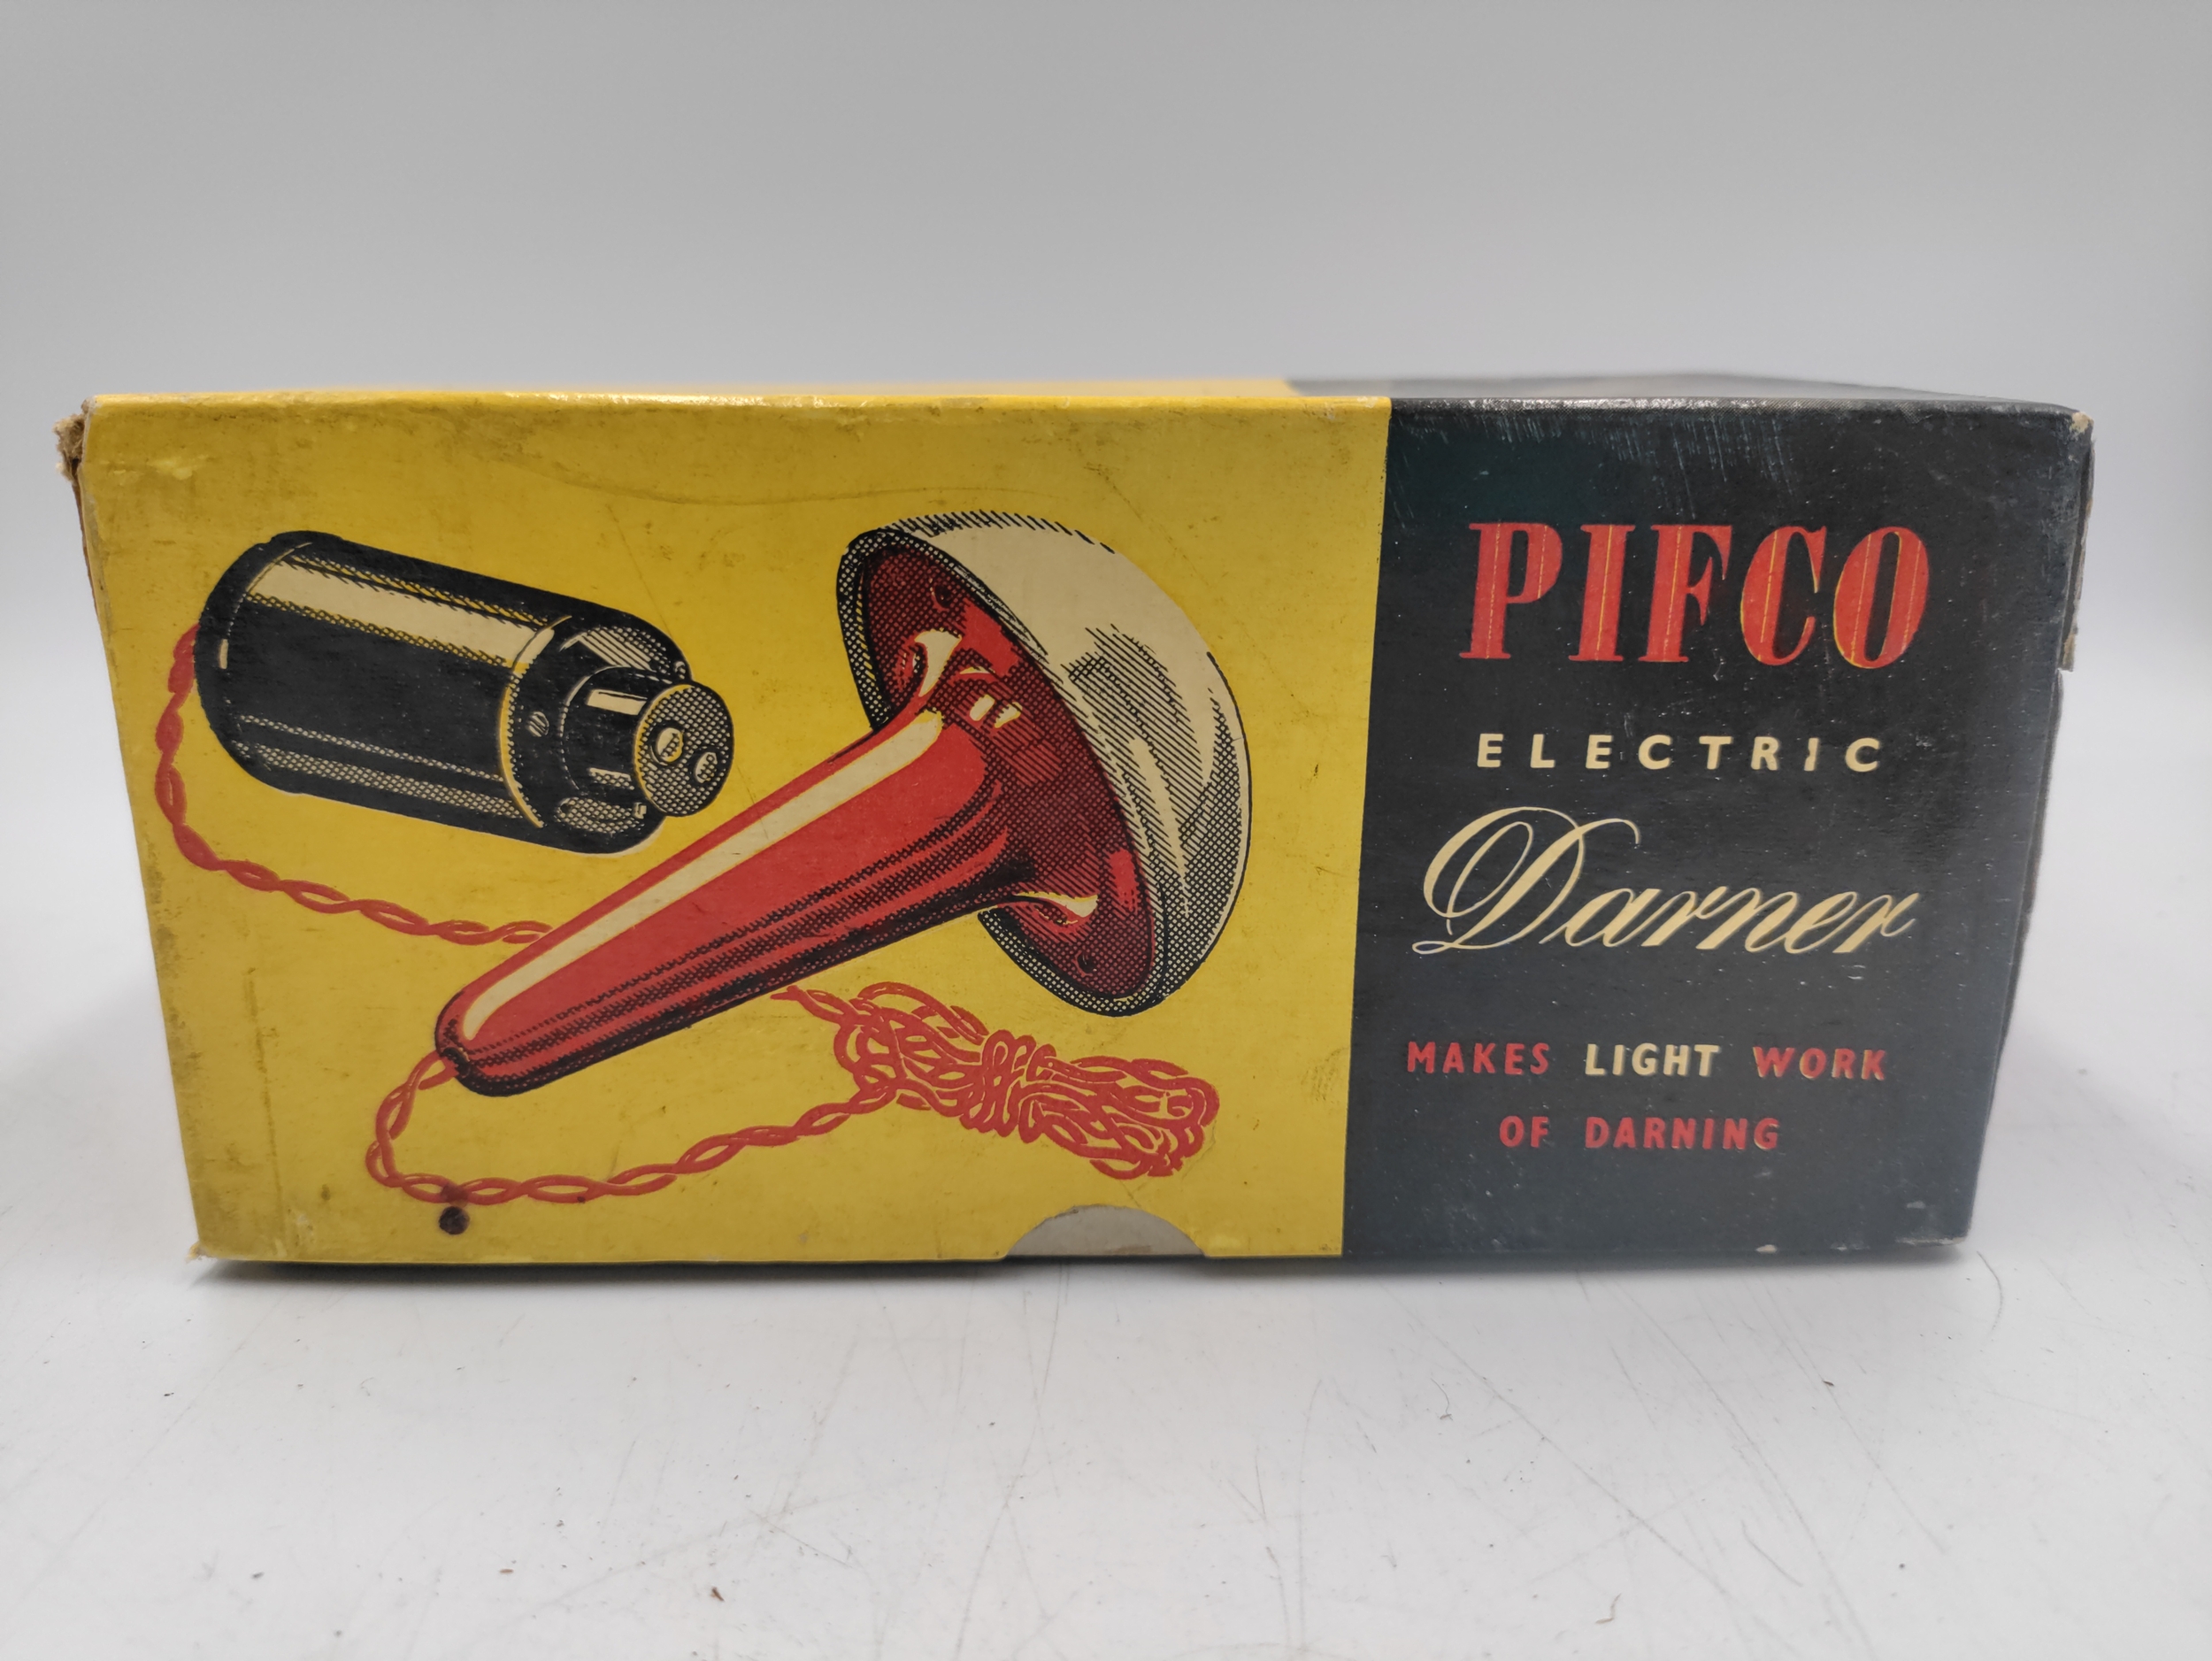 PIFCO
ELECTRIC
Darner
MAKES LIGHT WORK
OF DARNING